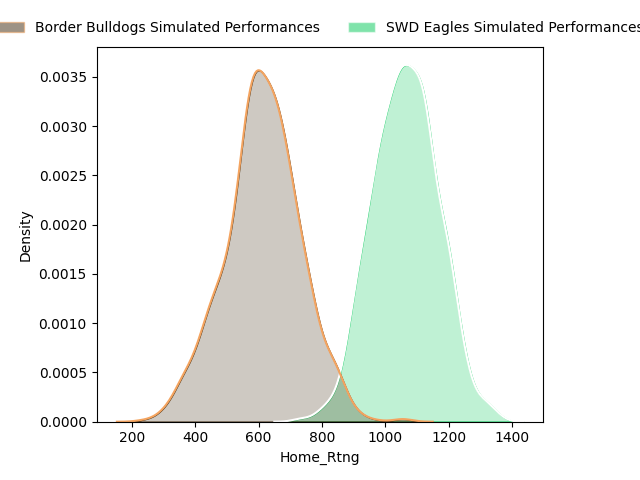 Border Bulldogs Simulated Performances SWD Eagles Simulated Performances
0.0035
0.0030
0.0025
0.0020
0.0015
0.0010
0.0005
0.0000
Density
200 400 600 800 1000 1200 1400
Home_Rtng